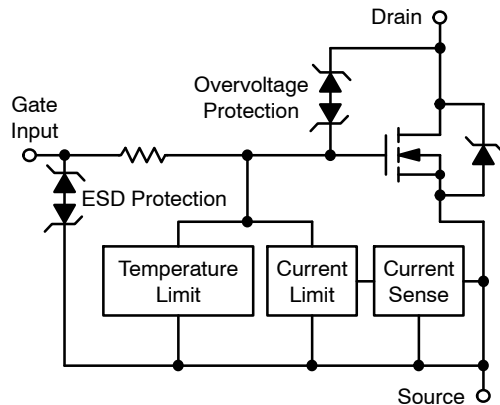 Drain
Overvoltage
Protection
Gate
Input
ESD Protection
Temperature
Limit
Current
Limit
Current
Sense
Source